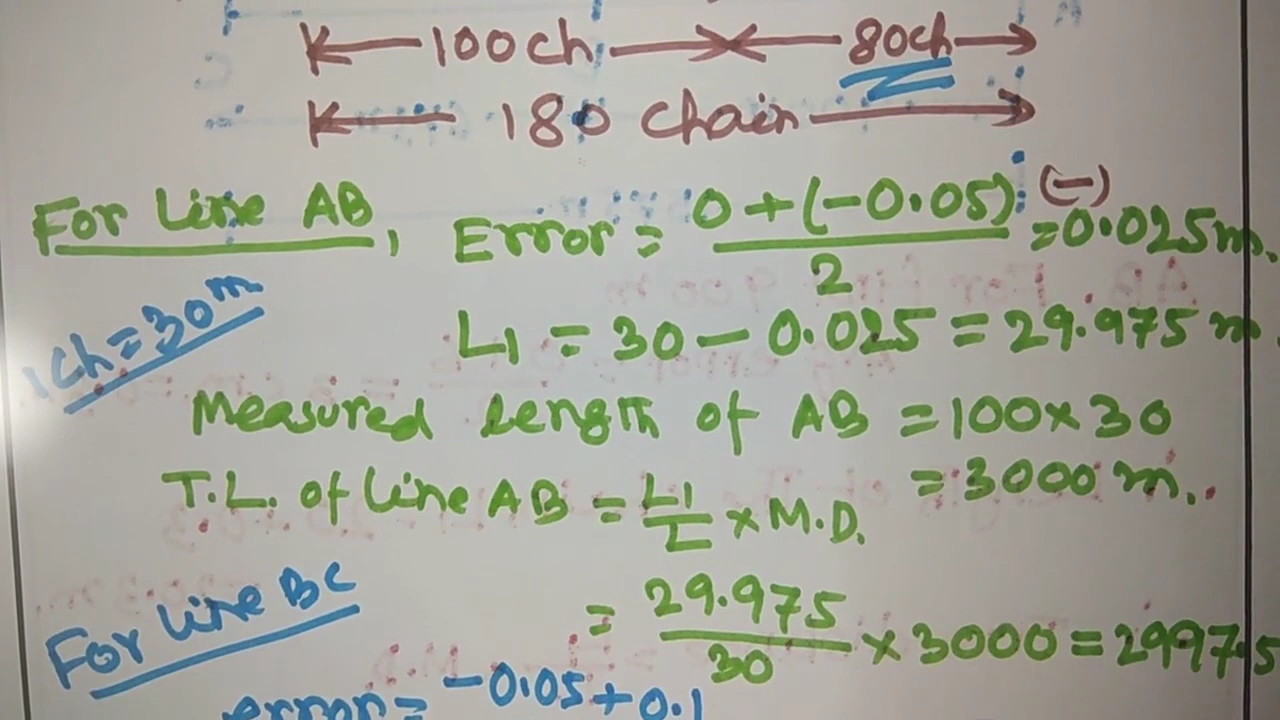 100ch 80ch
180 chain
For Line AB, Error = 0+(-0.05)/2 = (-) 0.025m.
1Ch = 30m
L1 = 30 - 0.025 = 29.975 m.
Measured Length of AB = 100 × 30
= 3000 m.
T.L. of Line AB = L1/L × M.D.
= 29.975/30 × 3000 = 2997.5
For Line BC
error = -0.05+0.1